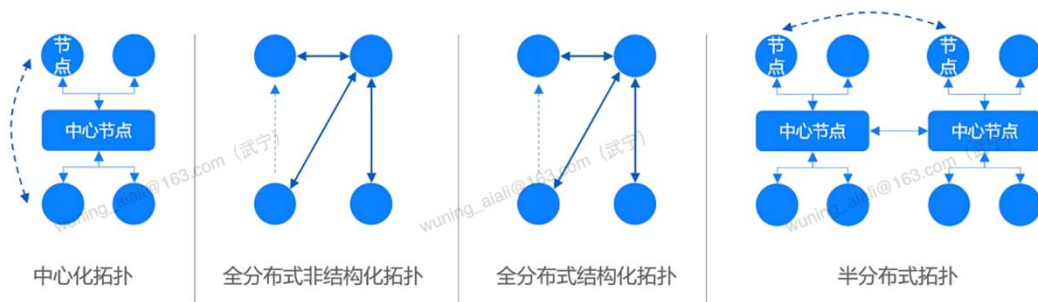 节点
中心节点
节点
节点
中心节点
中心节点
wuning_aiali@163.com（武宁）
wuning_aiali@163.com（武宁）
wuning_aiali@163.com（武宁）
中心化拓扑
全分布式非结构化拓扑
全分布式结构化拓扑
半分布式拓扑